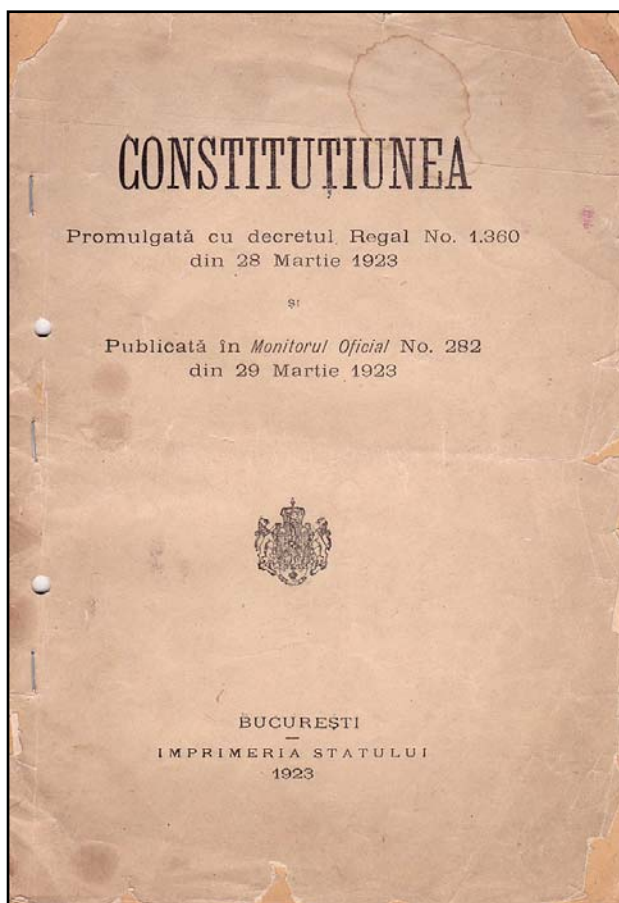 CONSTITUȚIUNEA
Promulgată cu decretul Regal No. 1.360
din 28 Martie 1923
ȘI
Publicată în Monitorul Oficial No. 282
din 29 Martie 1923
BUCUREȘTI
IMPRIMERIA STATULUI
1923